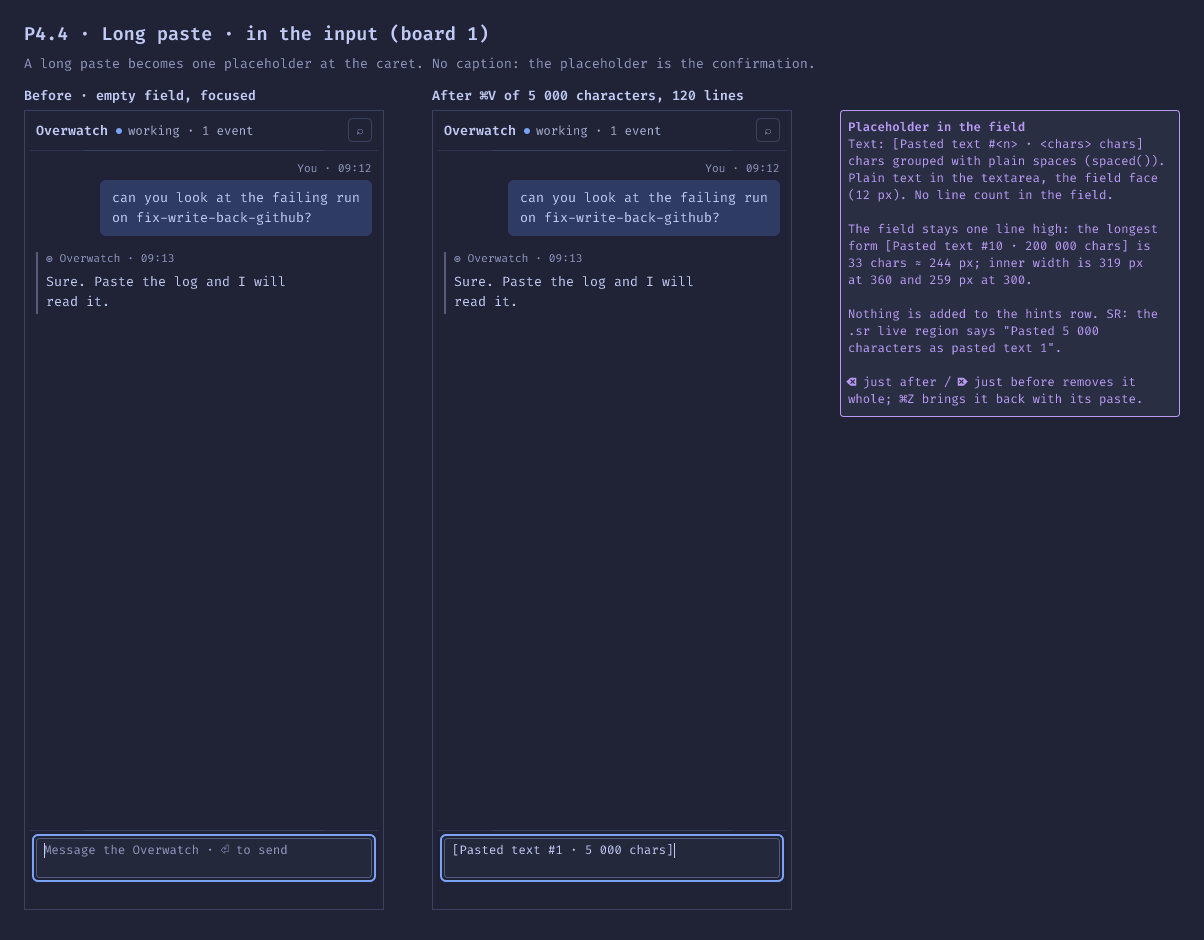 P4.4 · Long paste · in the input (board 1)
A long paste becomes one placeholder at the caret. No caption: the placeholder is the confirmation.
Before · empty field, focused
Overwatch ● working · 1 event
You · 09:12
can you look at the failing run
on fix-write-back-github?
⊙ Overwatch · 09:13
Sure. Paste the log and I will
read it.
Message the Overwatch · ⏎ to send
After ⌘V of 5 000 characters, 120 lines
Overwatch ● working · 1 event
You · 09:12
can you look at the failing run
on fix-write-back-github?
⊙ Overwatch · 09:13
Sure. Paste the log and I will
read it.
[Pasted text #1 · 5 000 chars]
Placeholder in the field
Text: [Pasted text #<n> · <chars> chars]
chars grouped with plain spaces (spaced()).
Plain text in the textarea, the field face
(12 px). No line count in the field.
The field stays one line high: the longest
form [Pasted text #10 · 200 000 chars] is
33 chars ≈ 244 px; inner width is 319 px
at 360 and 259 px at 300.
Nothing is added to the hints row. SR: the
.sr live region says "Pasted 5 000
characters as pasted text 1".
⌫ just after / ⌦ just before removes it
whole; ⌘Z brings it back with its paste.